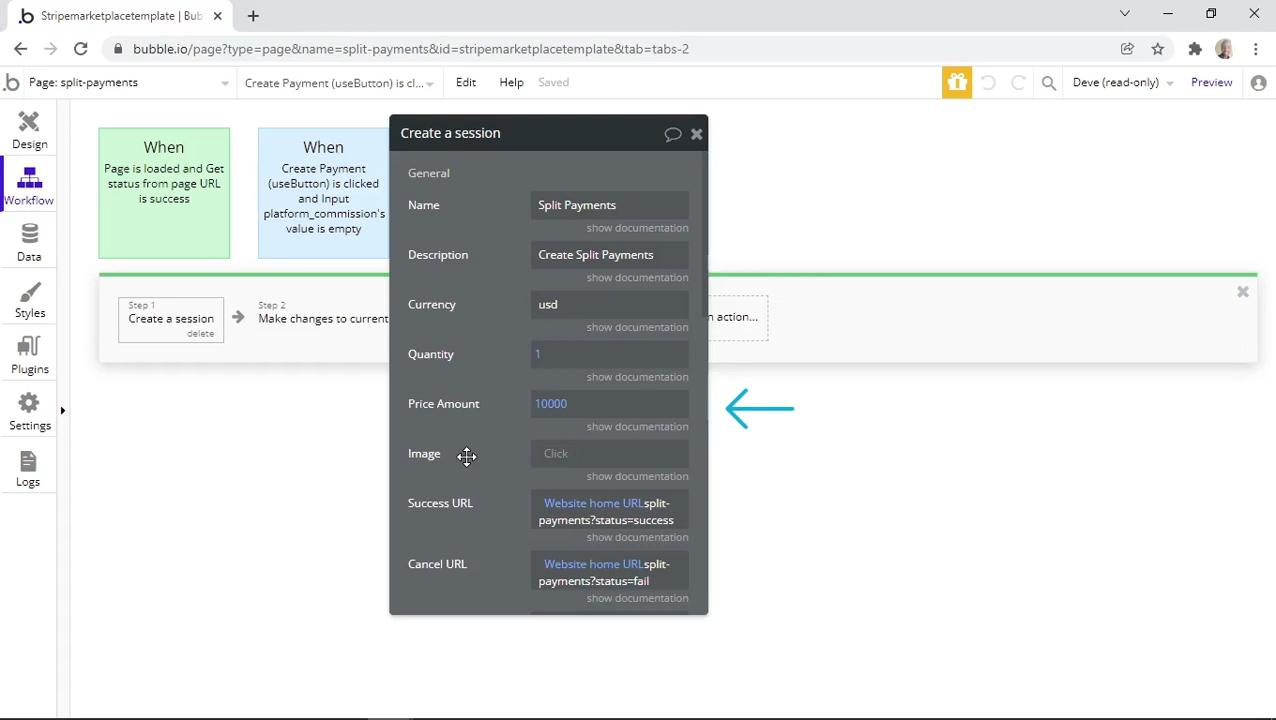 Stripemarketplacetemplate | Bub
bubble.io/page?type=page&name=split-payments&id=stripemarketplacetemplate&tab=tabs-2
Page: split-payments
Create Payment (useButton) is cl...
Edit
Help
Saved
Deve (read-only)
Preview
Design
Workflow
Data
Styles
Plugins
Settings
Logs
When
Page is loaded and Get
status from page URL
is success
When
Create Payment
(useButton) is clicked
and Input
platform_commission's
value is empty
Step 1
Create a session
delete
Step 2
Make changes to current
n action...
Create a session
General
Name
Split Payments
show documentation
Description
Create Split Payments
show documentation
Currency
usd
show documentation
Quantity
1
show documentation
Price Amount
10000
show documentation
Image
Click
show documentation
Success URL
Website home URLsplit-
payments?status=success
show documentation
Cancel URL
Website home URLsplit-
payments?status=fail
show documentation